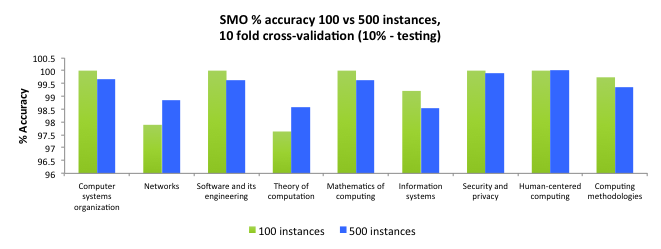 SMO % accuracy 100 vs 500 instances,
10 fold cross-validation (10% - testing)
% Accuracy
100.5
100
99.5
99
98.5
98
97.5
97
96.5
96
Computer
systems
organization
Networks
Software and its
engineering
Theory of
computation
Mathematics of
computing
Information
systems
Security and
privacy
Human-centered
computing
Computing
methodologies
100 instances
500 instances